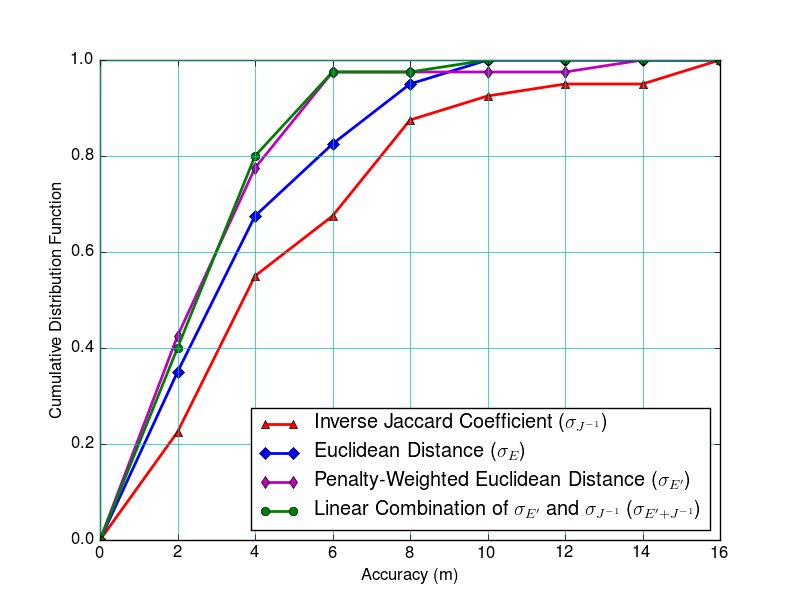 1.0
0.8
0.6
0.4
0.2
0.0
Cumulative Distribution Function
Inverse Jaccard Coefficient (σ_{J⁻¹})
Euclidean Distance (σ_E)
Penalty-Weighted Euclidean Distance (σ_{E′})
Linear Combination of σ_{E′} and σ_{J⁻¹} (σ_{E′+J⁻¹})
0 2 4 6 8 10 12 14 16
Accuracy (m)